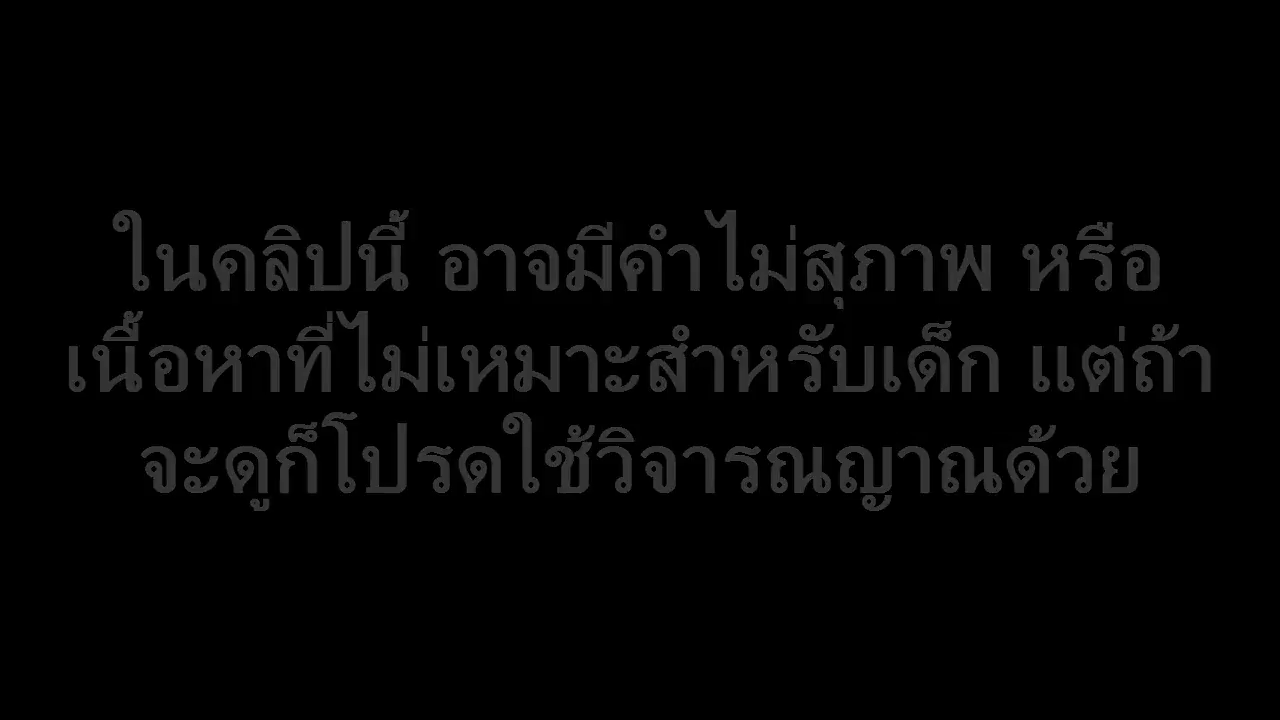 ในคลิปนี้ อาจมีคำไม่สุภาพ หรือ
เนื้อหาที่ไม่เหมาะสำหรับเด็ก แต่ถ้า
จะดูก็โปรดใช้วิจารณญาณด้วย